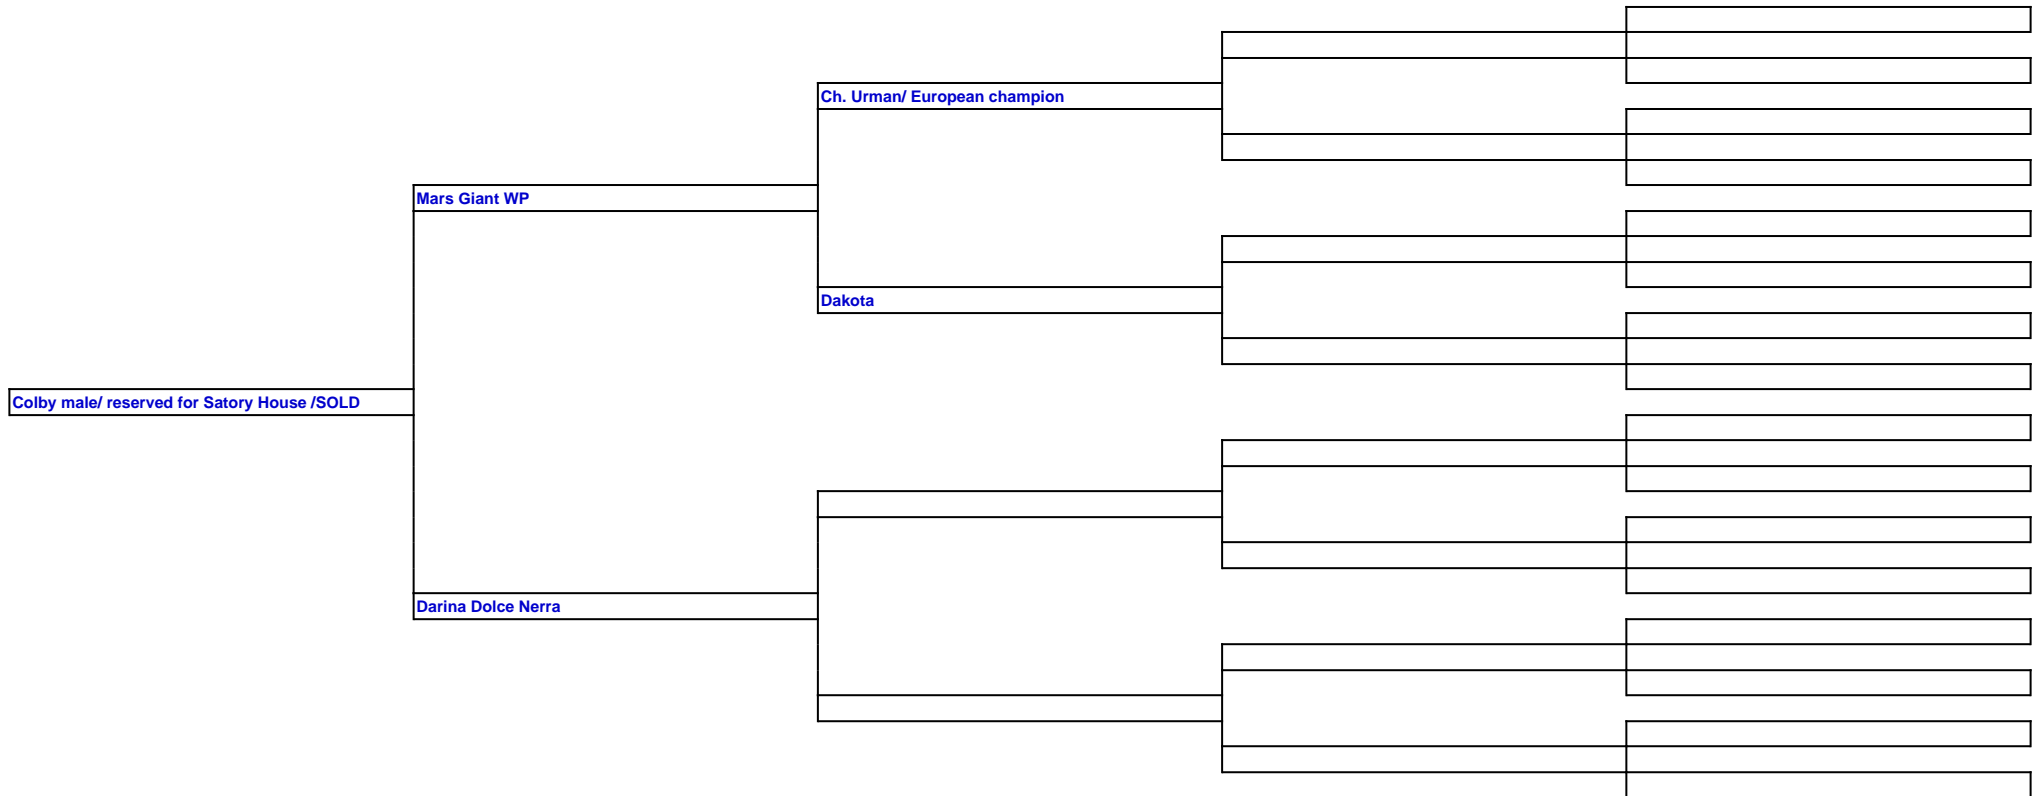 Ch. Urman/ European champion
Mars Giant WP
Dakota
Colby male/ reserved for Satory House /SOLD
Darina Dolce Nerra